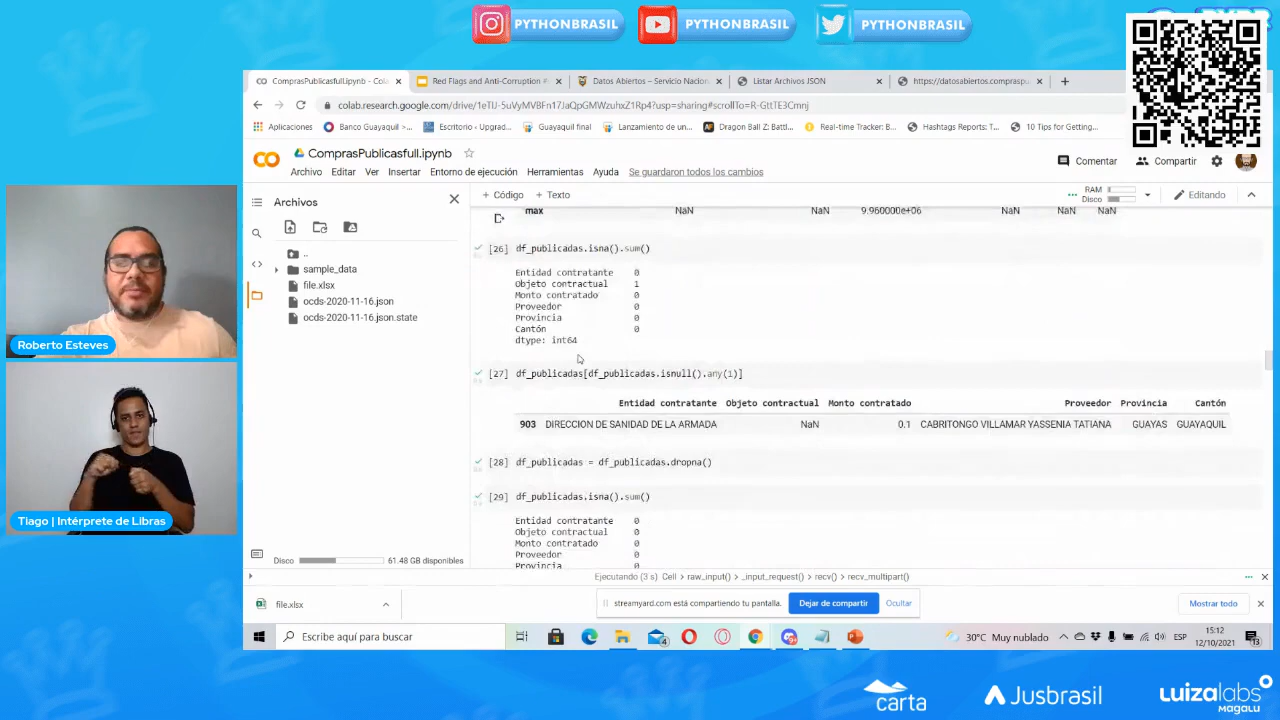 PYTHONBRASIL
PYTHONBRASIL
PYTHONBRASIL
ComprasPublicasfull.ipynb - Cola
Red Flags and Anti-Corruption #
Datos Abiertos – Servicio Nacion
Listar Archivos JSON
https://datosabiertos.compraspu
colab.research.google.com/drive/1eTIJ-5uVyMVBFn17JaQpGMWzuhxZ1Rp4?usp=sharing#scrollTo=R-GttTE3Cmnj
Aplicaciones
Banco Guayaquil >...
Escritorio ‹ Upgrad...
Guayaquil final
Lanzamiento de un...
Dragon Ball Z: Battl...
Real-time Tracker: B...
Hashtags Reports: T...
10 Tips for Getting...
ComprasPublicasfull.ipynb
Comentar
Compartir
Archivo Editar Ver Insertar Entorno de ejecución Herramientas Ayuda Se guardaron todos los cambios
Archivos
+ Código + Texto
RAM
Disco
Editando
..
sample_data
file.xlsx
ocds-2020-11-16.json
ocds-2020-11-16.json.state
Disco 61.48 GB disponibles
max NaN NaN 9.960000e+06 NaN NaN NaN
[26] df_publicadas.isna().sum()
Entidad contratante 0
Objeto contractual 1
Monto contratado 0
Proveedor 0
Provincia 0
Cantón 0
dtype: int64
[27] df_publicadas[df_publicadas.isnull().any(1)]
Entidad contratante Objeto contractual Monto contratado Proveedor Provincia Cantón
903 DIRECCION DE SANIDAD DE LA ARMADA NaN 0.1 CABRITONGO VILLAMAR YASSENIA TATIANA GUAYAS GUAYAQUIL
[28] df_publicadas = df_publicadas.dropna()
[29] df_publicadas.isna().sum()
Entidad contratante 0
Objeto contractual 0
Monto contratado 0
Proveedor 0
Provincia 0
Ejecutando (3 s) Cell > raw_input() > _input_request() > recv() > recv_multipart()
file.xlsx
streamyard.com está compartiendo tu pantalla.
Dejar de compartir
Ocultar
Mostrar todo
Escribe aquí para buscar
4
30°C Muy nublado
ESP
15:12
12/10/2021
13
Roberto Esteves
Tiago | Intérprete de Libras
carta
Jusbrasil
luizalabs
MAGALU